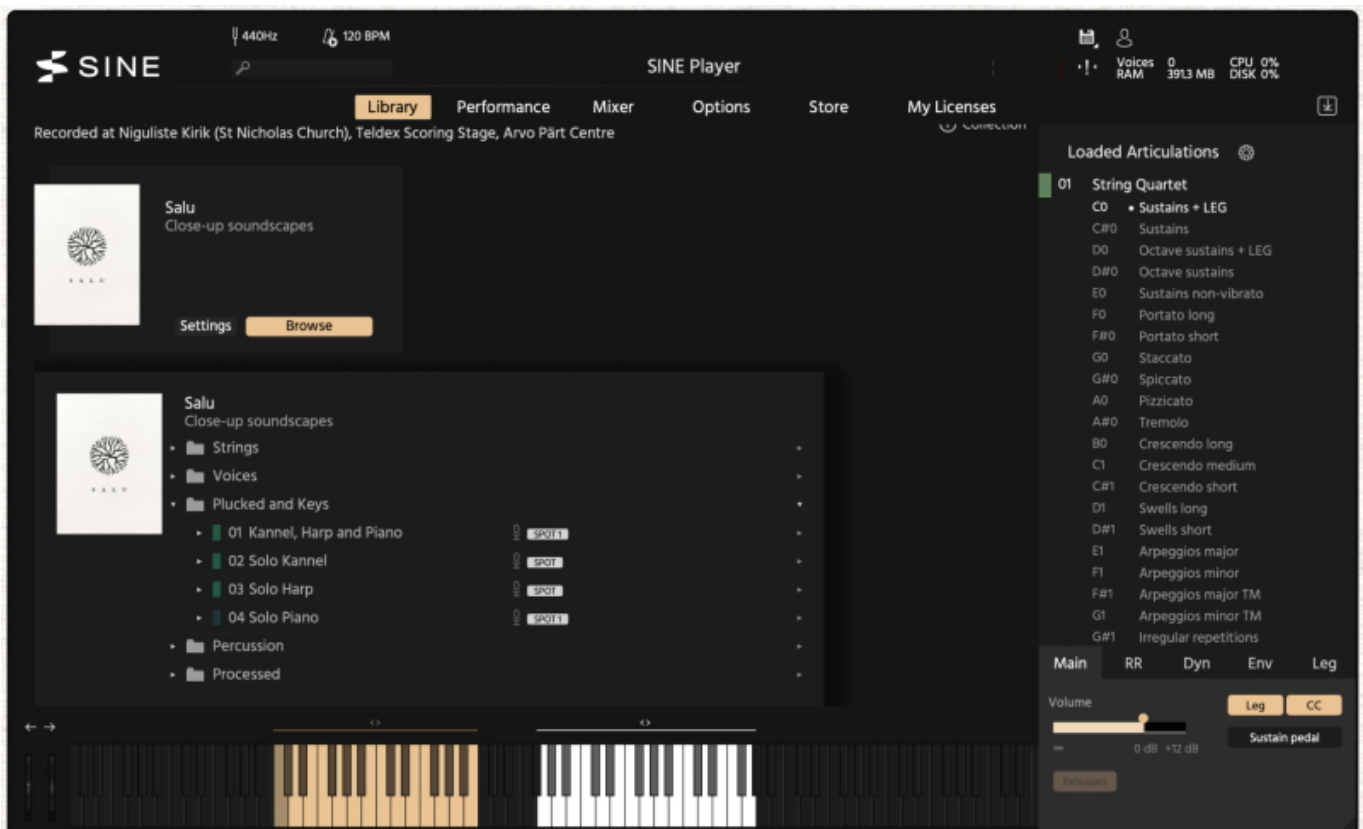 440Hz 120 BPM
SINE
SINE Player
Voices 0 CPU 0%
RAM 391.3 MB DISK 0%
Library Performance Mixer Options Store My Licenses
Recorded at Niguliste Kirik (St Nicholas Church), Teldex Scoring Stage, Arvo Pärt Centre
Collection
Salu
Close-up soundscapes
SALU
Settings Browse
Salu
Close-up soundscapes
SALU
Strings
Voices
Plucked and Keys
01 Kannel, Harp and Piano SPOT 1
02 Solo Kannel SPOT
03 Solo Harp SPOT
04 Solo Piano SPOT 1
Percussion
Processed
Loaded Articulations
01 String Quartet
C0 • Sustains + LEG
C#0 Sustains
D0 Octave sustains + LEG
D#0 Octave sustains
E0 Sustains non-vibrato
F0 Portato long
F#0 Portato short
G0 Staccato
G#0 Spiccato
A0 Pizzicato
A#0 Tremolo
B0 Crescendo long
C1 Crescendo medium
C#1 Crescendo short
D1 Swells long
D#1 Swells short
E1 Arpeggios major
F1 Arpeggios minor
F#1 Arpeggios major TM
G1 Arpeggios minor TM
G#1 Irregular repetitions
Main RR Dyn Env Leg
Volume
Leg CC
Sustain pedal
-∞ 0 dB +12 dB
Releases